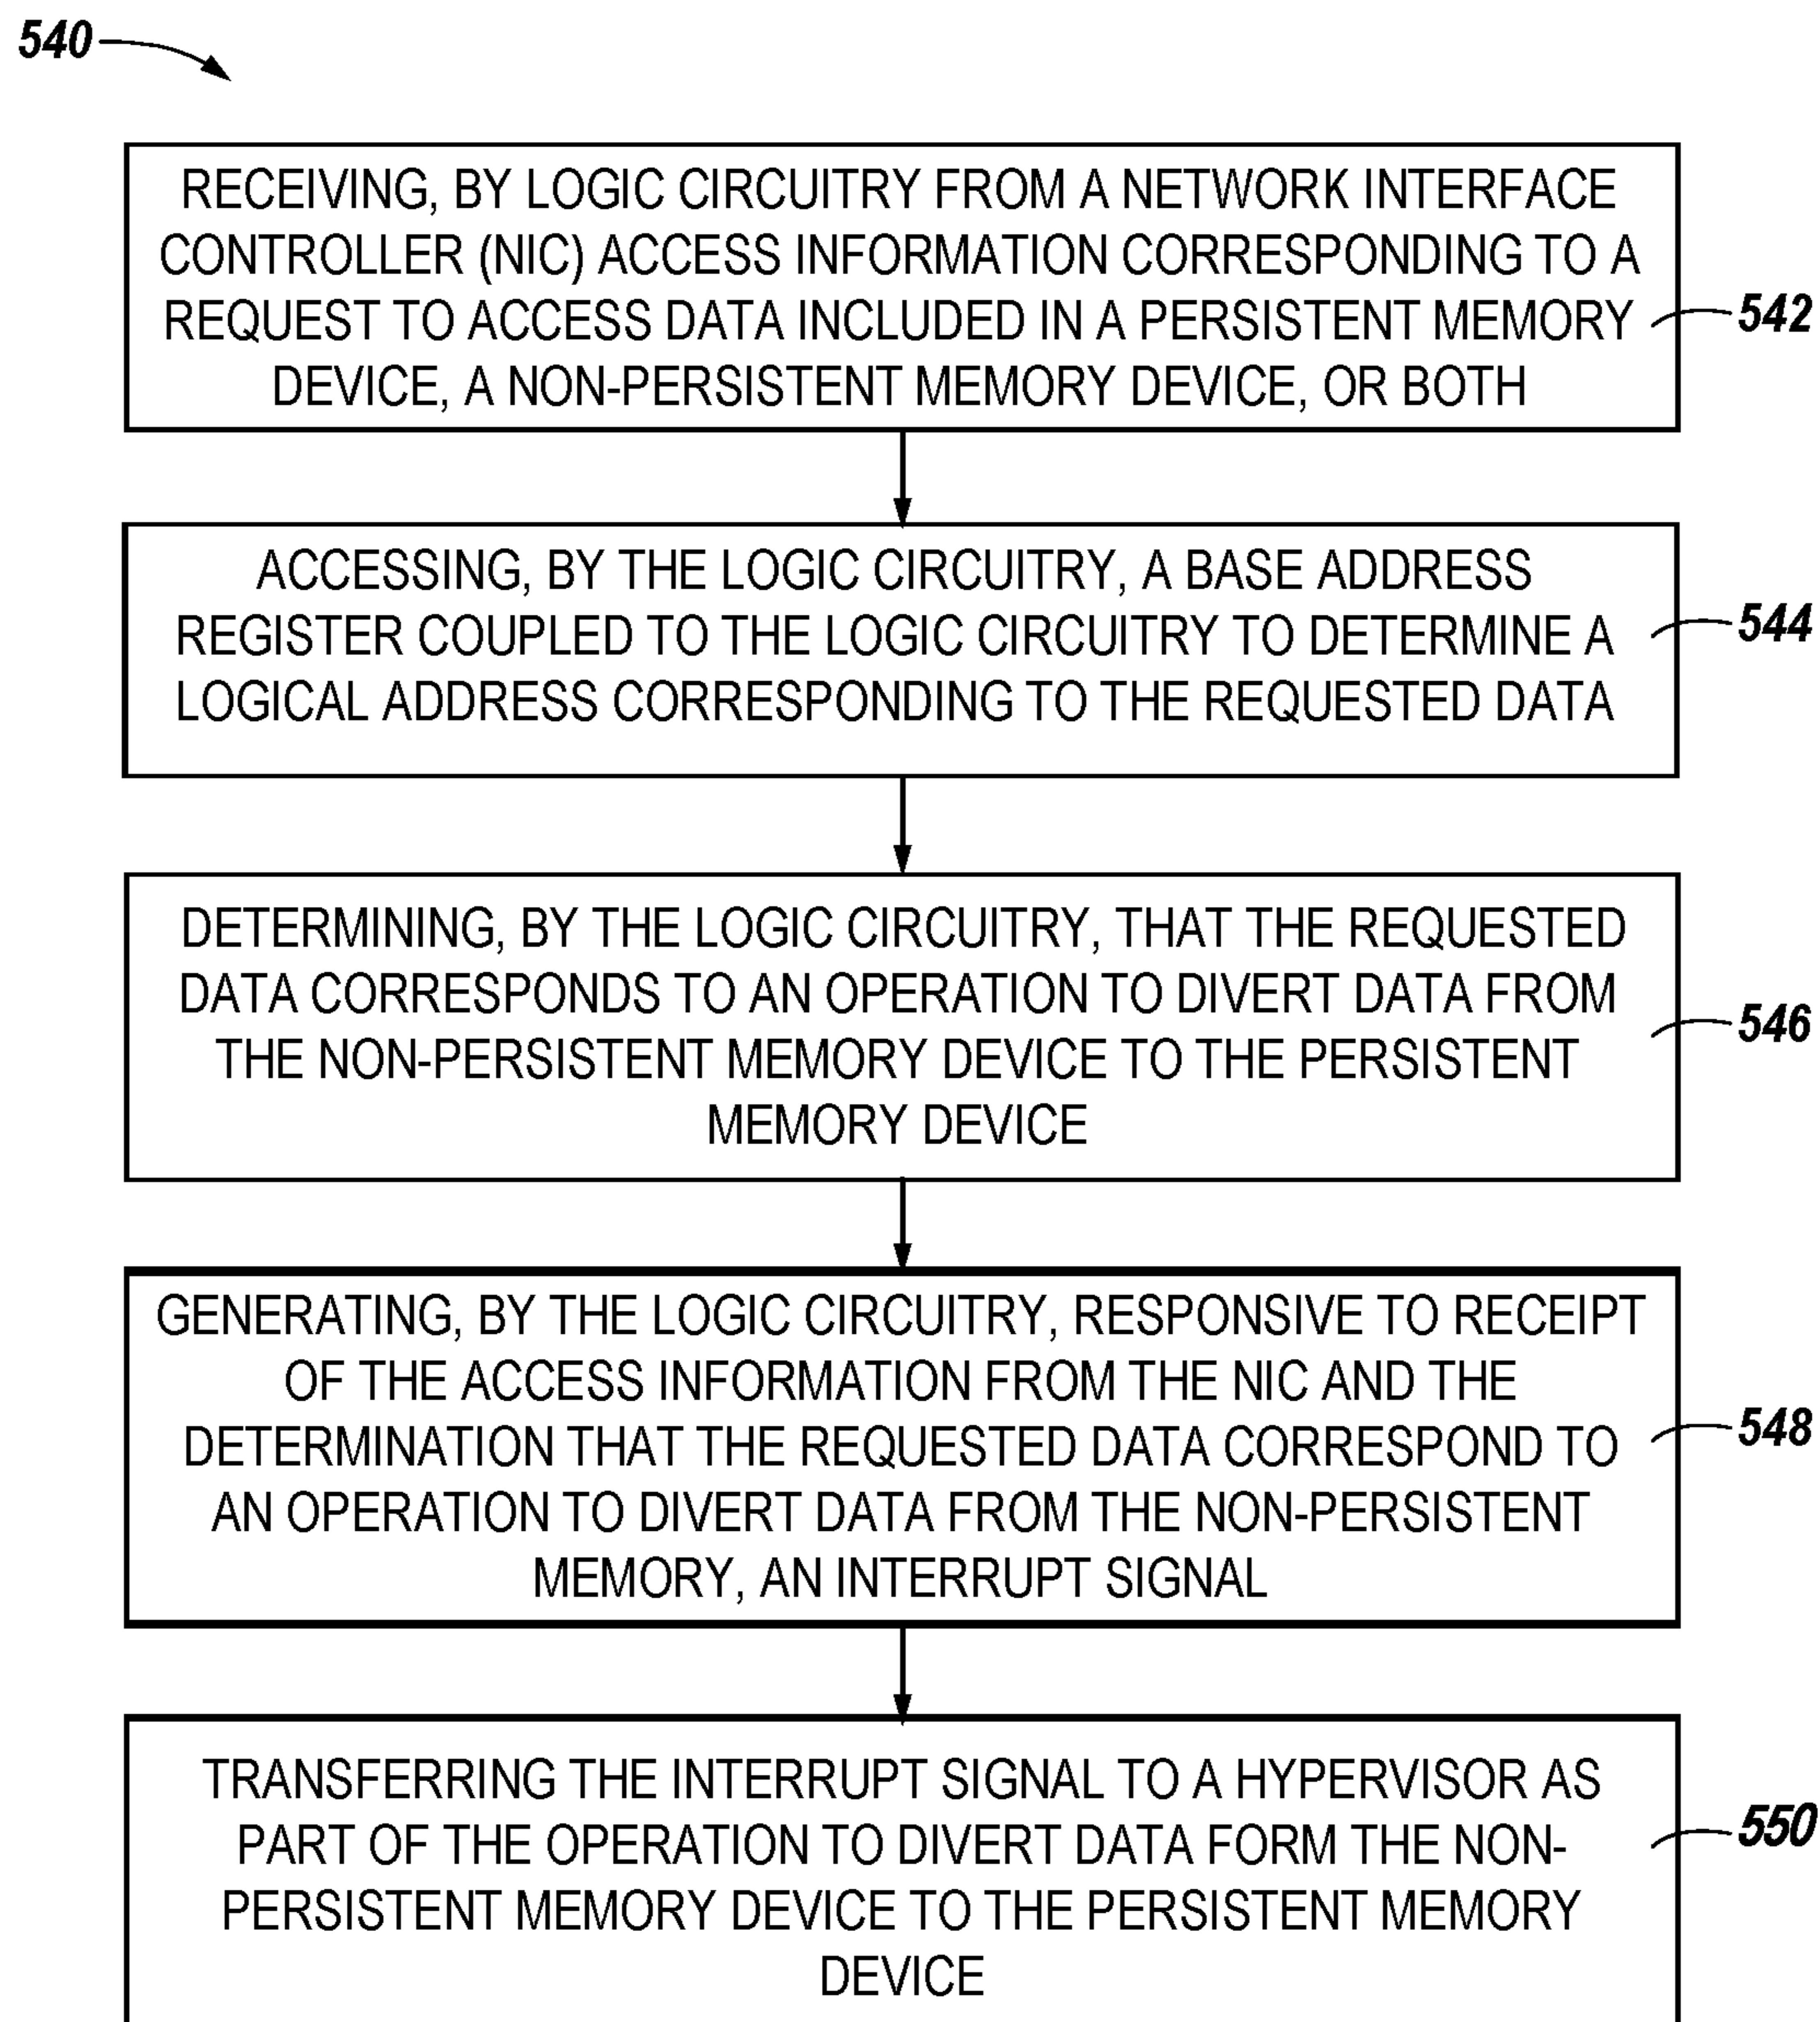 540
RECEIVING, BY LOGIC CIRCUITRY FROM A NETWORK INTERFACE
CONTROLLER (NIC) ACCESS INFORMATION CORRESPONDING TO A
REQUEST TO ACCESS DATA INCLUDED IN A PERSISTENT MEMORY
DEVICE, A NON-PERSISTENT MEMORY DEVICE, OR BOTH
542
ACCESSING, BY THE LOGIC CIRCUITRY, A BASE ADDRESS
REGISTER COUPLED TO THE LOGIC CIRCUITRY TO DETERMINE A
LOGICAL ADDRESS CORRESPONDING TO THE REQUESTED DATA
544
DETERMINING, BY THE LOGIC CIRCUITRY, THAT THE REQUESTED
DATA CORRESPONDS TO AN OPERATION TO DIVERT DATA FROM
THE NON-PERSISTENT MEMORY DEVICE TO THE PERSISTENT
MEMORY DEVICE
546
GENERATING, BY THE LOGIC CIRCUITRY, RESPONSIVE TO RECEIPT
OF THE ACCESS INFORMATION FROM THE NIC AND THE
DETERMINATION THAT THE REQUESTED DATA CORRESPOND TO
AN OPERATION TO DIVERT DATA FROM THE NON-PERSISTENT
MEMORY, AN INTERRUPT SIGNAL
548
TRANSFERRING THE INTERRUPT SIGNAL TO A HYPERVISOR AS
PART OF THE OPERATION TO DIVERT DATA FORM THE NON-
PERSISTENT MEMORY DEVICE TO THE PERSISTENT MEMORY
DEVICE
550